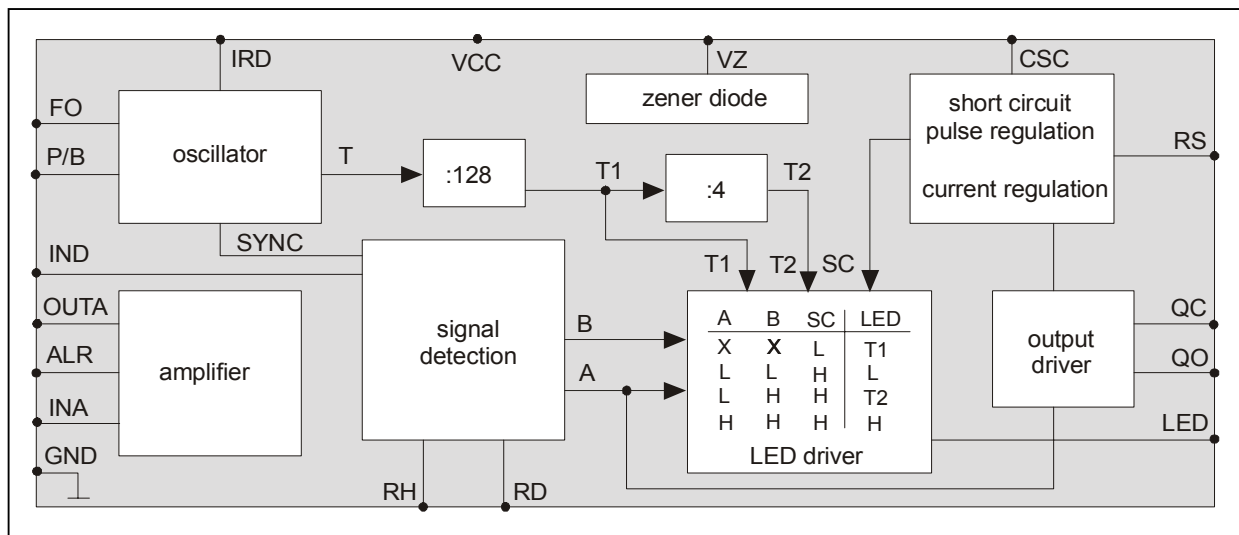 IRD
VCC
VZ
CSC
FO
P/B
oscillator
T
:128
T1
:4
T2
zener diode
short circuit
pulse regulation
current regulation
RS
SYNC
IND
T1
T2
SC
OUTA
ALR
INA
GND
amplifier
signal
detection
B
A
A B SC LED
X X L T1
L L H L
L H H T2
H H H H
LED driver
output
driver
QC
QO
LED
RH
RD